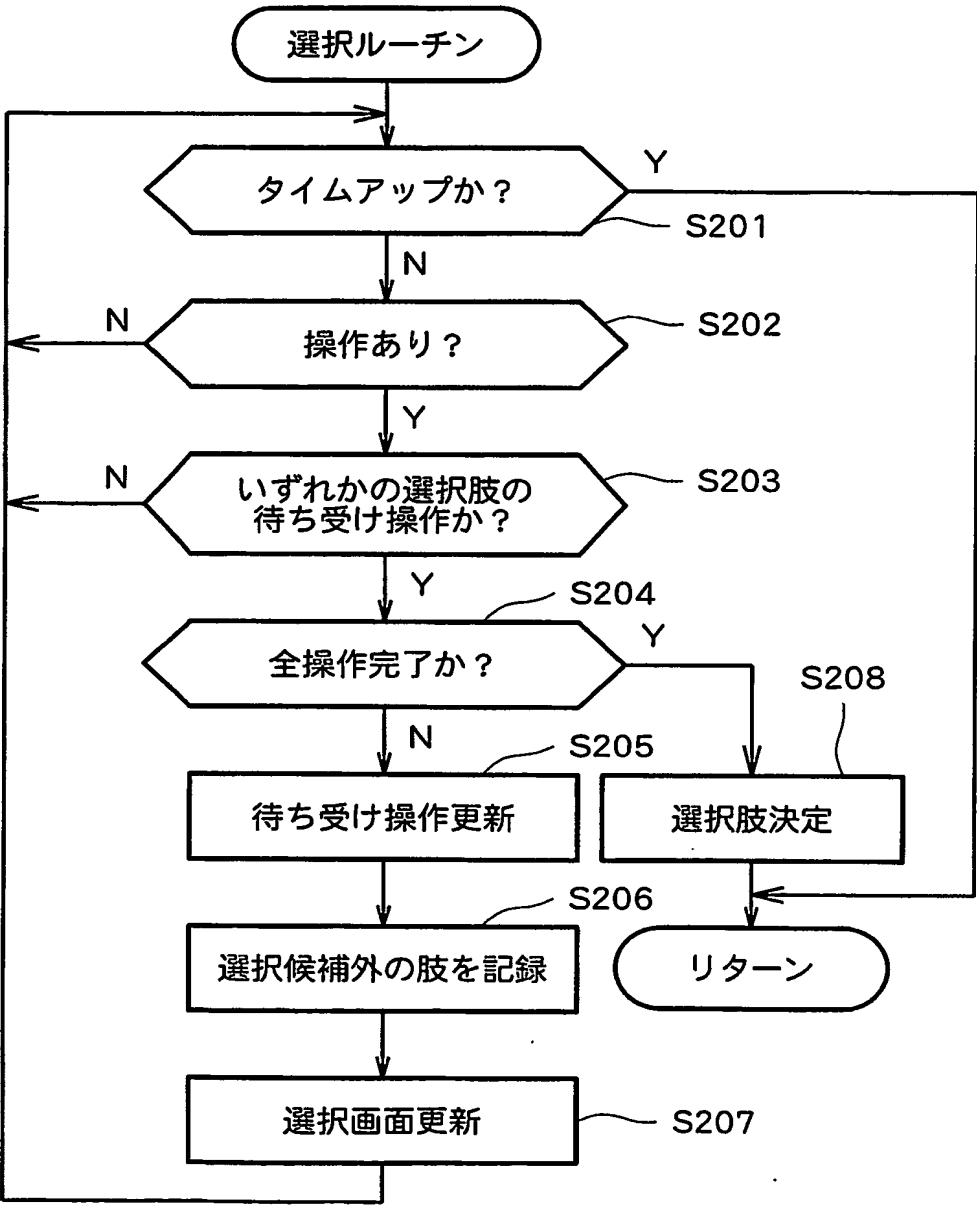 選択ルーチン
タイムアップか？
Y
S201
N
操作あり？
N
S202
Y
いずれかの選択肢の
待ち受け操作か？
N
S203
Y
S204
全操作完了か？
Y
S208
N
S205
待ち受け操作更新
選択肢決定
S206
選択候補外の肢を記録
リターン
選択画面更新
S207